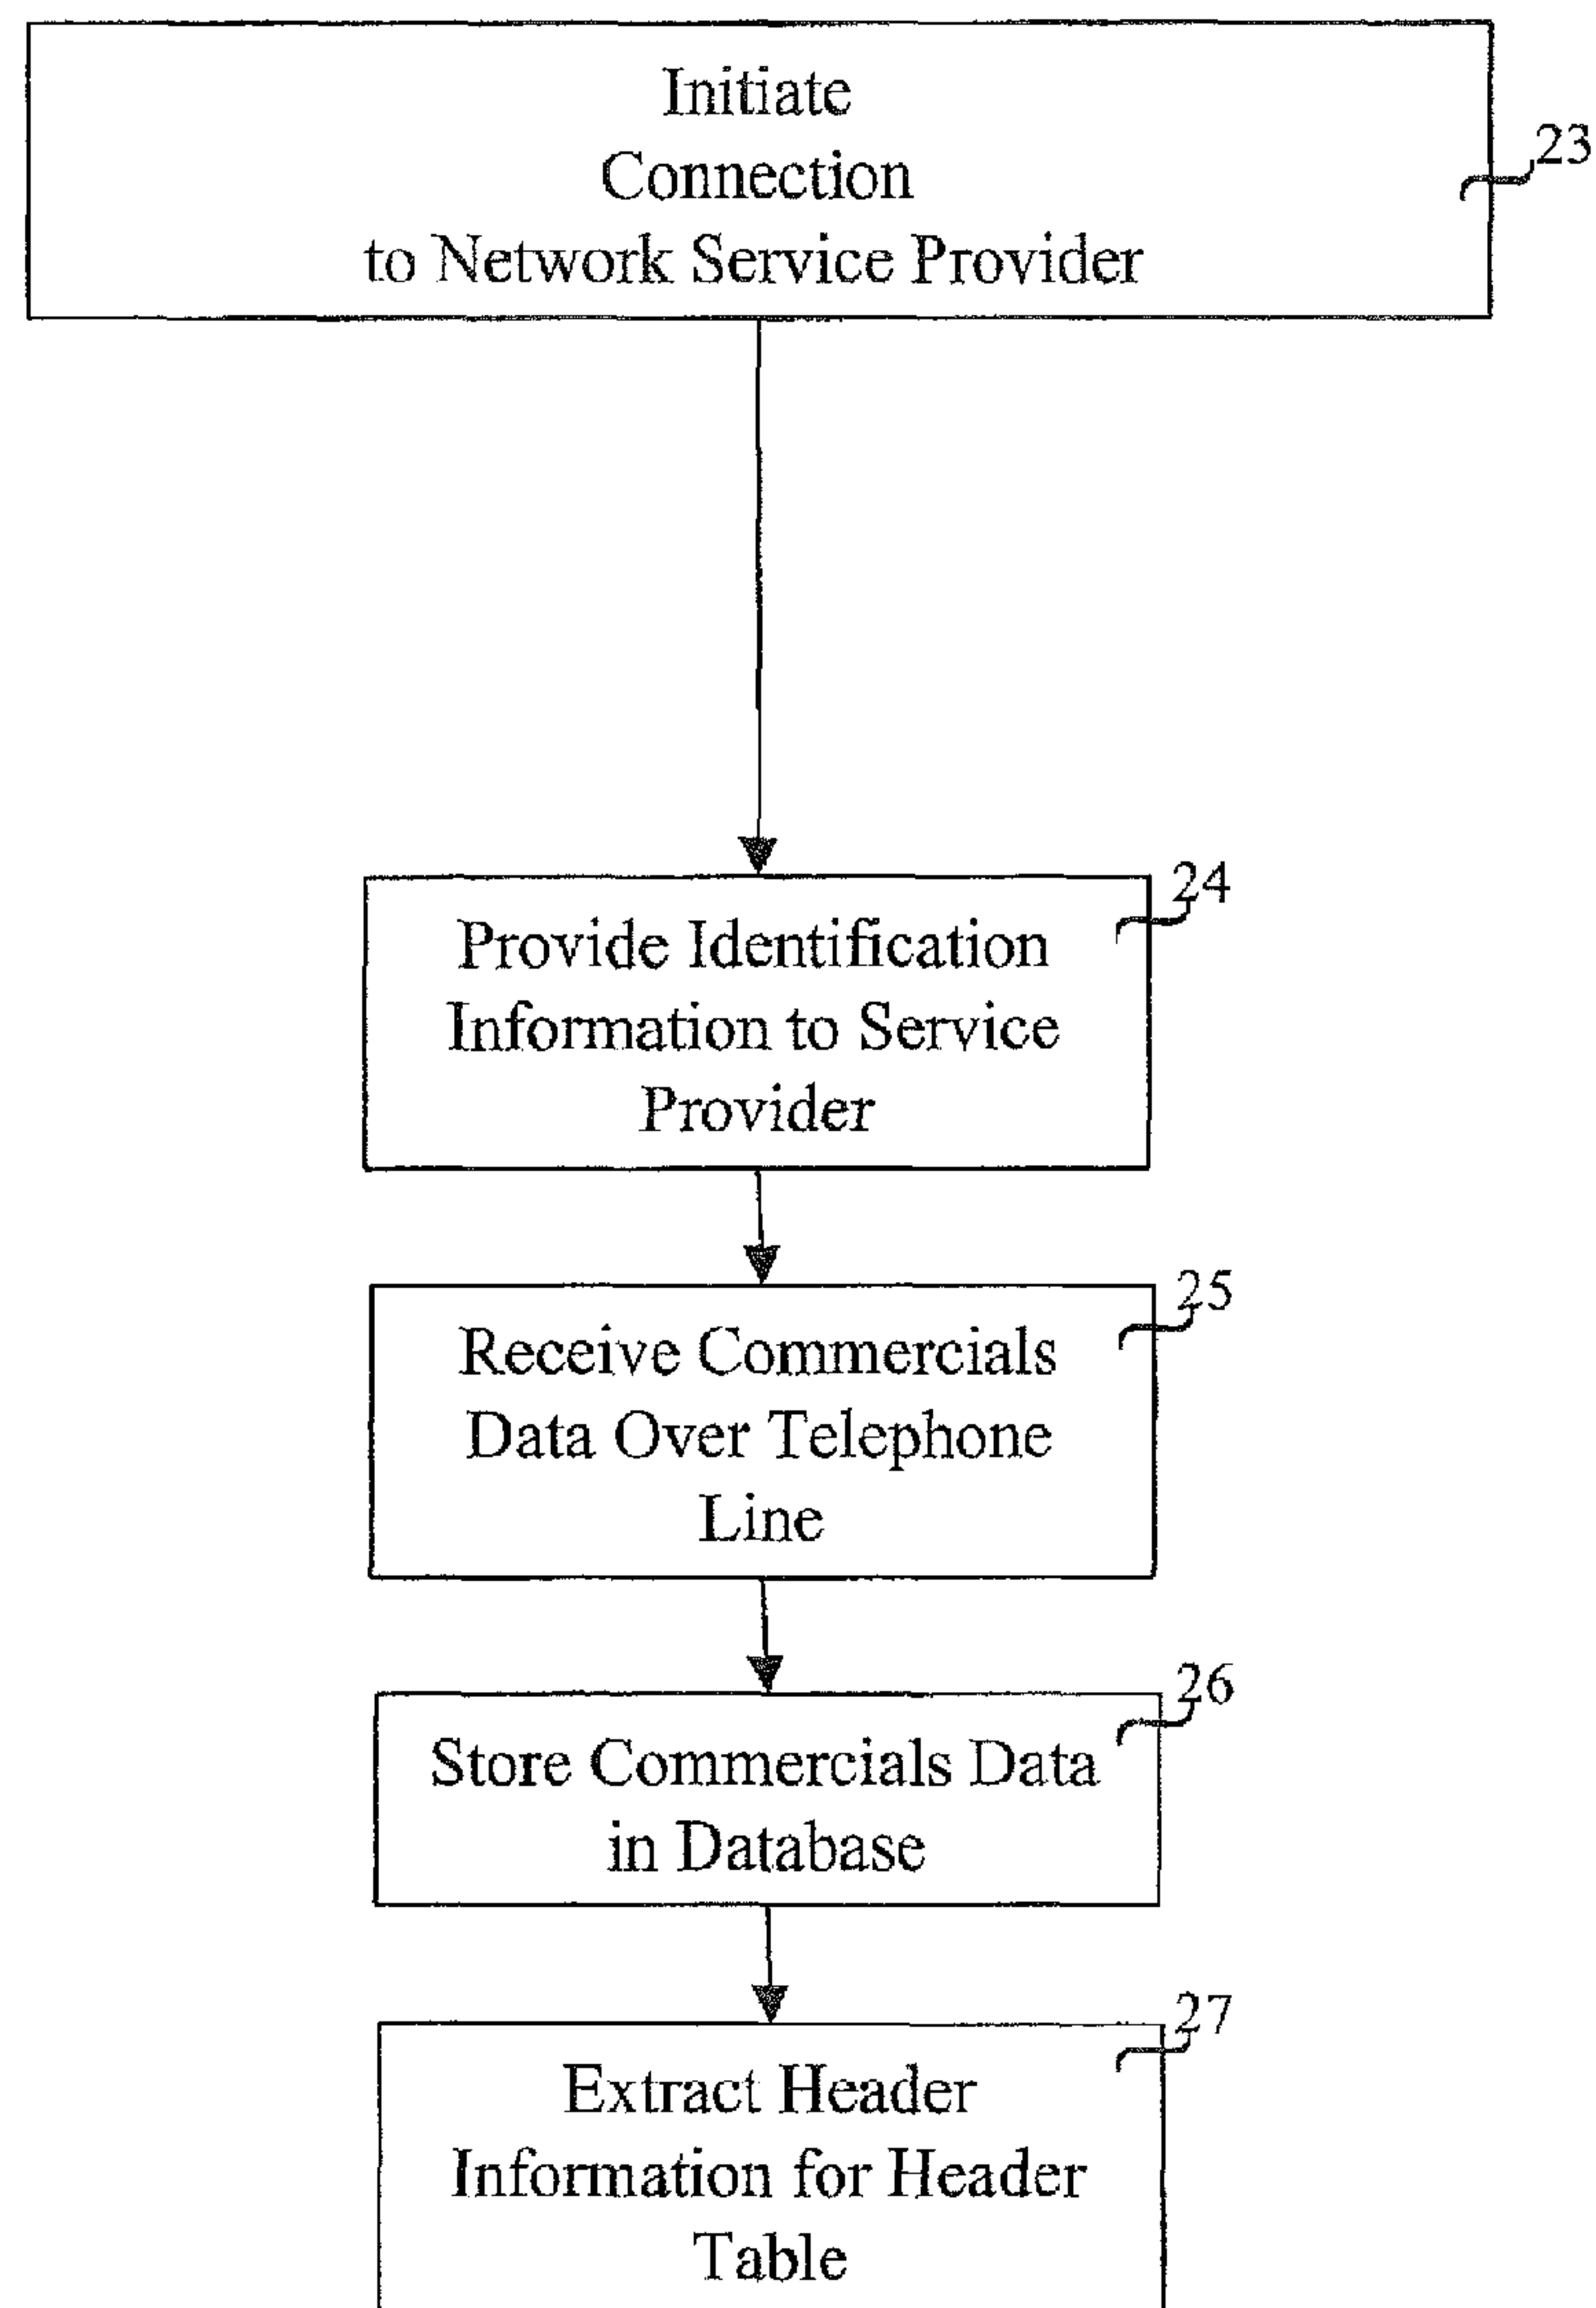 Initiate
Connection
to Network Service Provider
23
24
Provide Identification
Information to Service
Provider
25
Receive Commercials
Data Over Telephone
Line
26
Store Commercials Data
in Database
27
Extract Header
Information for Header
Table